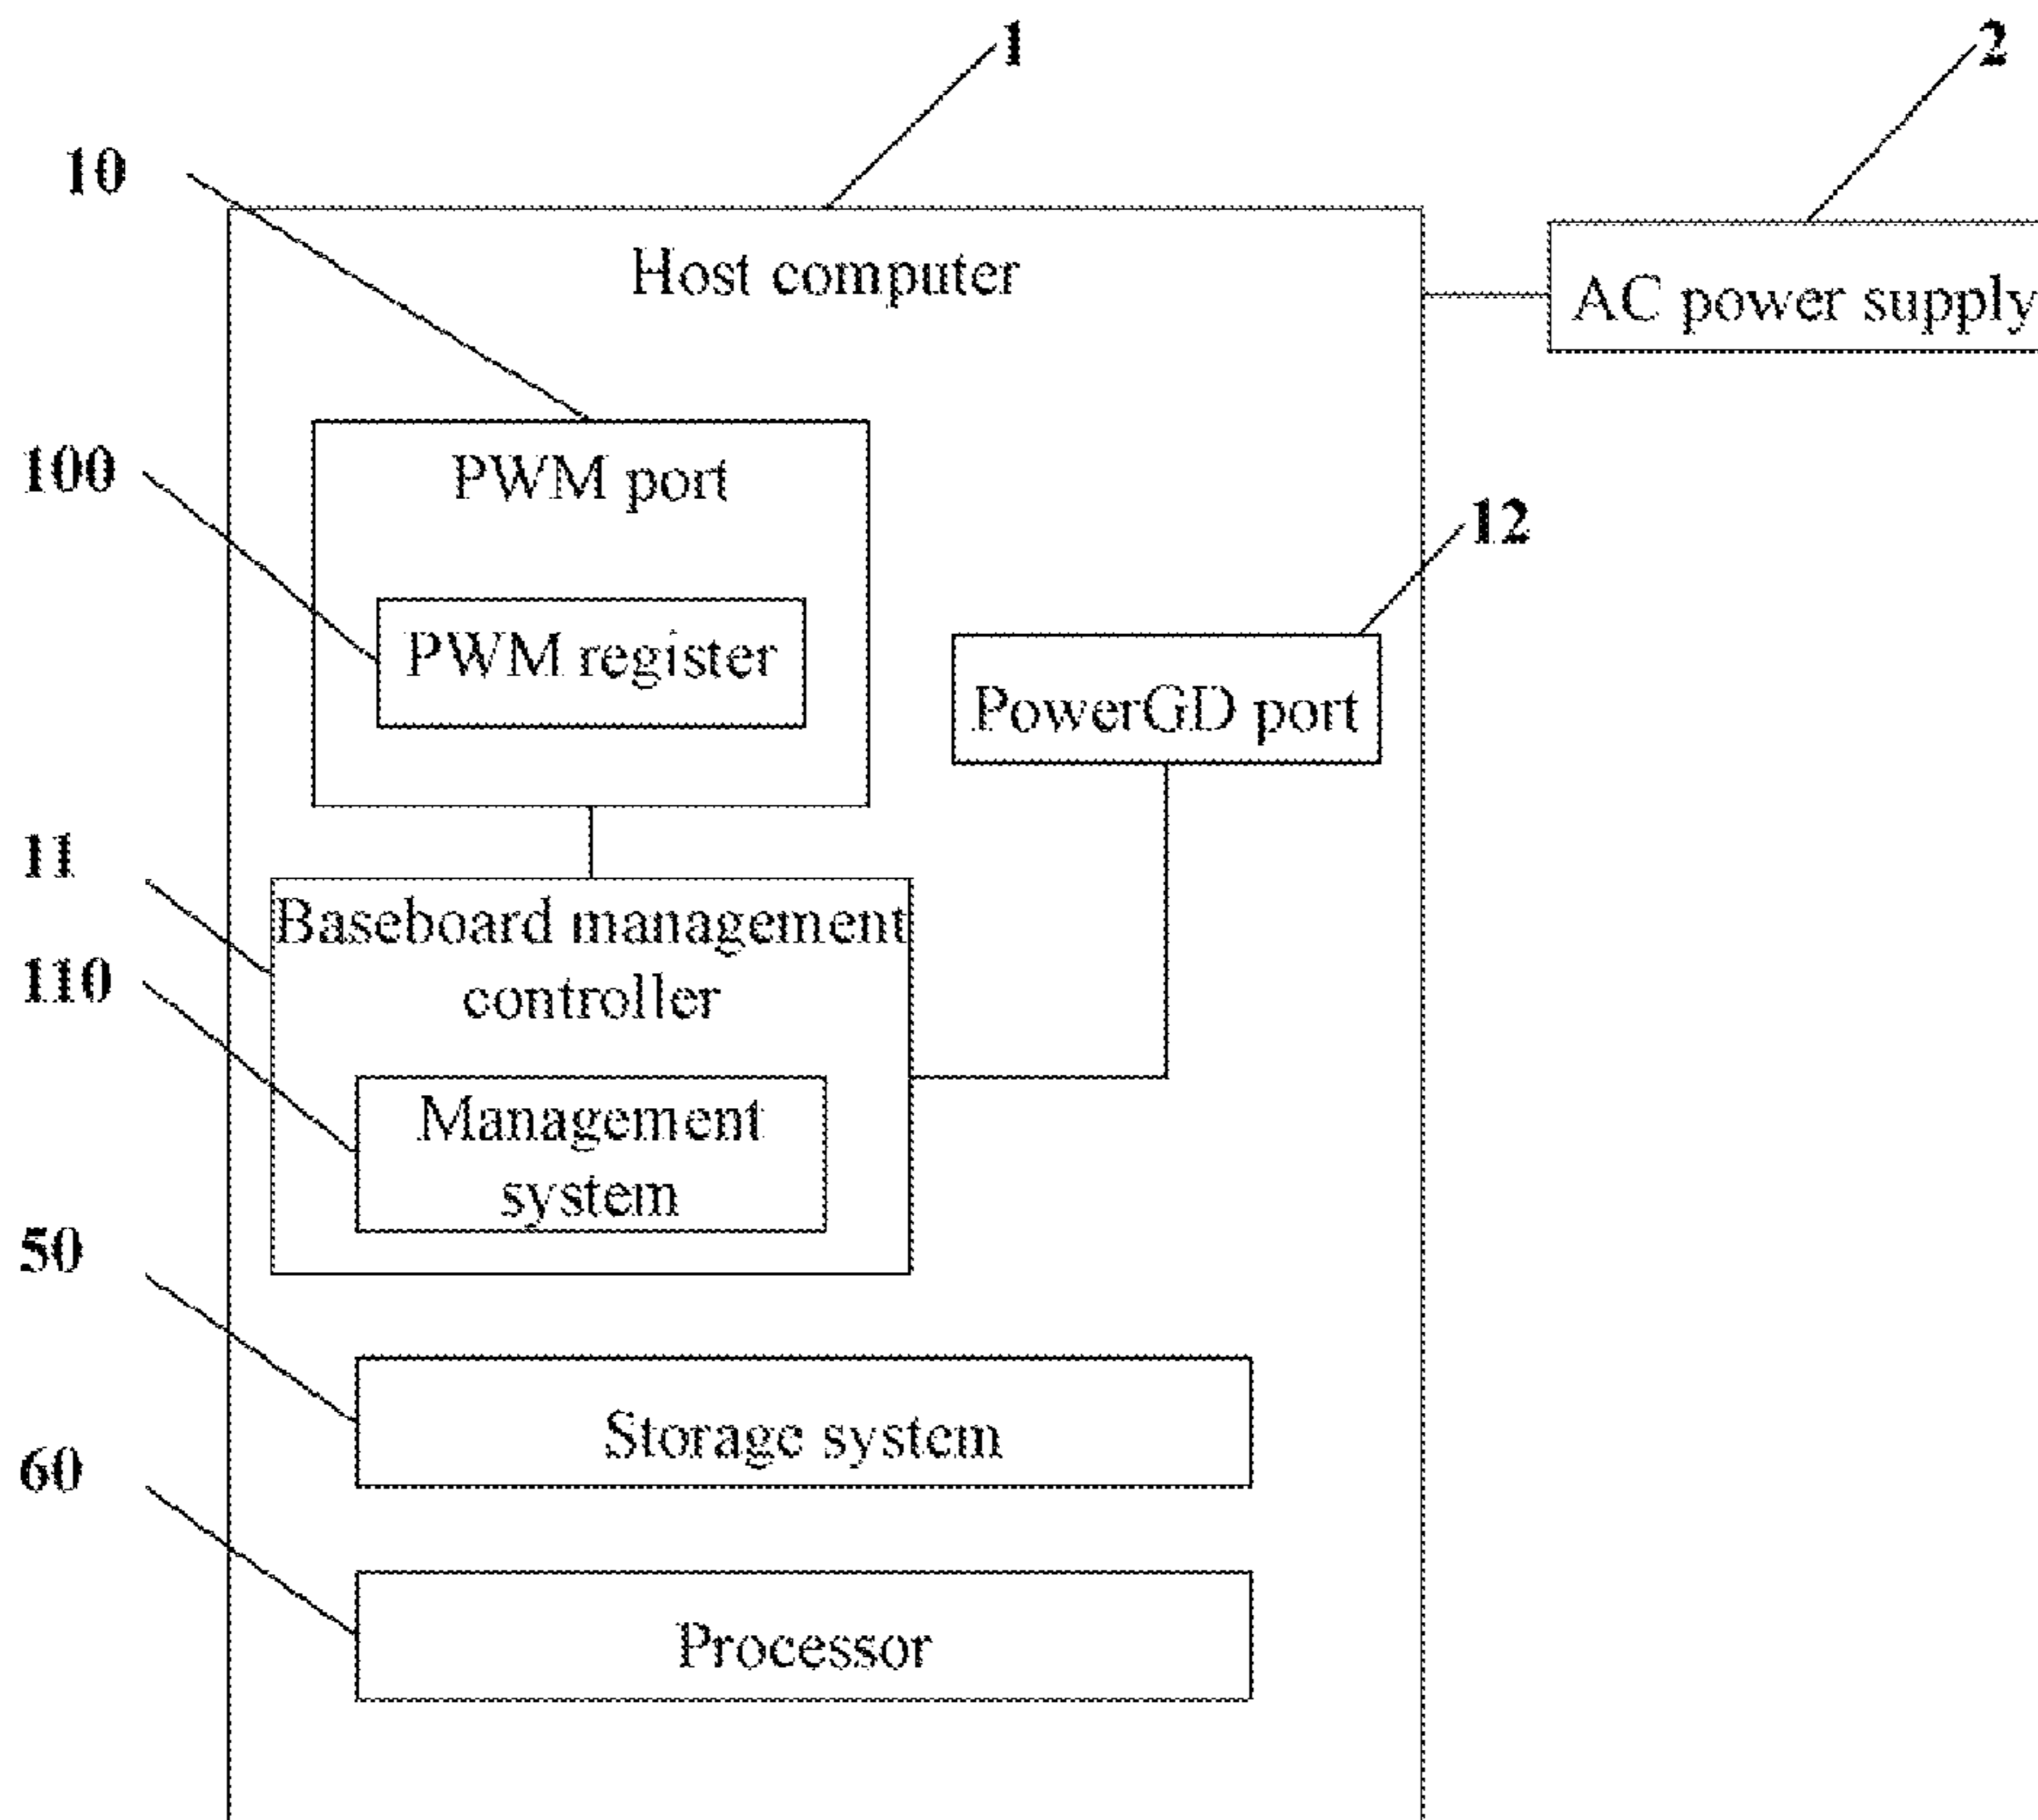 1
2
10
Host computer
AC power supply
100
PWM port
12
PWM register
PowerGD port
11
Baseboard management
controller
110
Management
system
50
Storage system
60
Processor